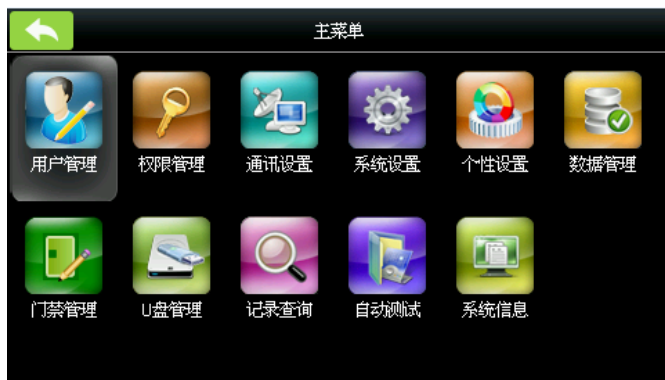 主菜单
用户管理 权限管理 通讯设置 系统设置 个性设置 数据管理
门禁管理 U盘管理 记录查询 自动测试 系统信息